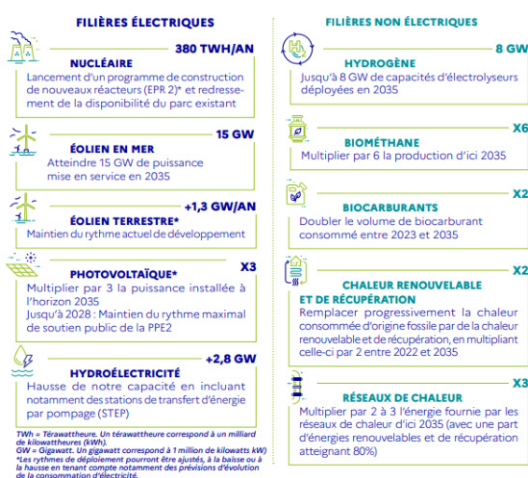 FILIÈRES ÉLECTRIQUES
380 TWH/AN
NUCLÉAIRE
Lancement d'un programme de construction
de nouveaux réacteurs (EPR 2)* et redresse-
ment de la disponibilité du parc existant
15 GW
ÉOLIEN EN MER
Atteindre 15 GW de puissance
mise en service en 2035
+1,3 GW/AN
ÉOLIEN TERRESTRE*
Maintien du rythme actuel de développement
X3
PHOTOVOLTAÏQUE*
Multiplier par 3 la puissance installée à
l'horizon 2035
Jusqu'à 2028 : Maintien du rythme maximal
de soutien public de la PPE2
+2,8 GW
HYDROÉLECTRICITÉ
Hausse de notre capacité en incluant
notamment des stations de transfert d'énergie
par pompage (STEP)
TWh = Térawattheure. Un térawattheure correspond à un milliard
de kilowattheures (kWh).
GW = Gigawatt. Un gigawatt correspond à 1 million de kilowatts kW)
*Les rythmes de déploiement pourront être ajustés, à la baisse ou à
la hausse en tenant compte notamment des prévisions d'évolution
de la consommation d'électricité.
FILIÈRES NON ÉLECTRIQUES
H2
8 GW
HYDROGÈNE
Jusqu'à 8 GW de capacités d'électrolyseurs
déployées en 2035
X6
BIOMÉTHANE
Multiplier par 6 la production d'ici 2035
X2
BIOCARBURANTS
Doubler le volume de biocarburant
consommé entre 2023 et 2035
X2
CHALEUR RENOUVELABLE
ET DE RÉCUPÉRATION
Remplacer progressivement la chaleur
consommée d'origine fossile par de la chaleur
renouvelable et de récupération, en multipliant
celle-ci par 2 entre 2022 et 2035
X3
RÉSEAUX DE CHALEUR
Multiplier par 2 à 3 l'énergie fournie par les
réseaux de chaleur d'ici 2035 (avec une part
d'énergies renouvelables et de récupération
atteignant 80%)